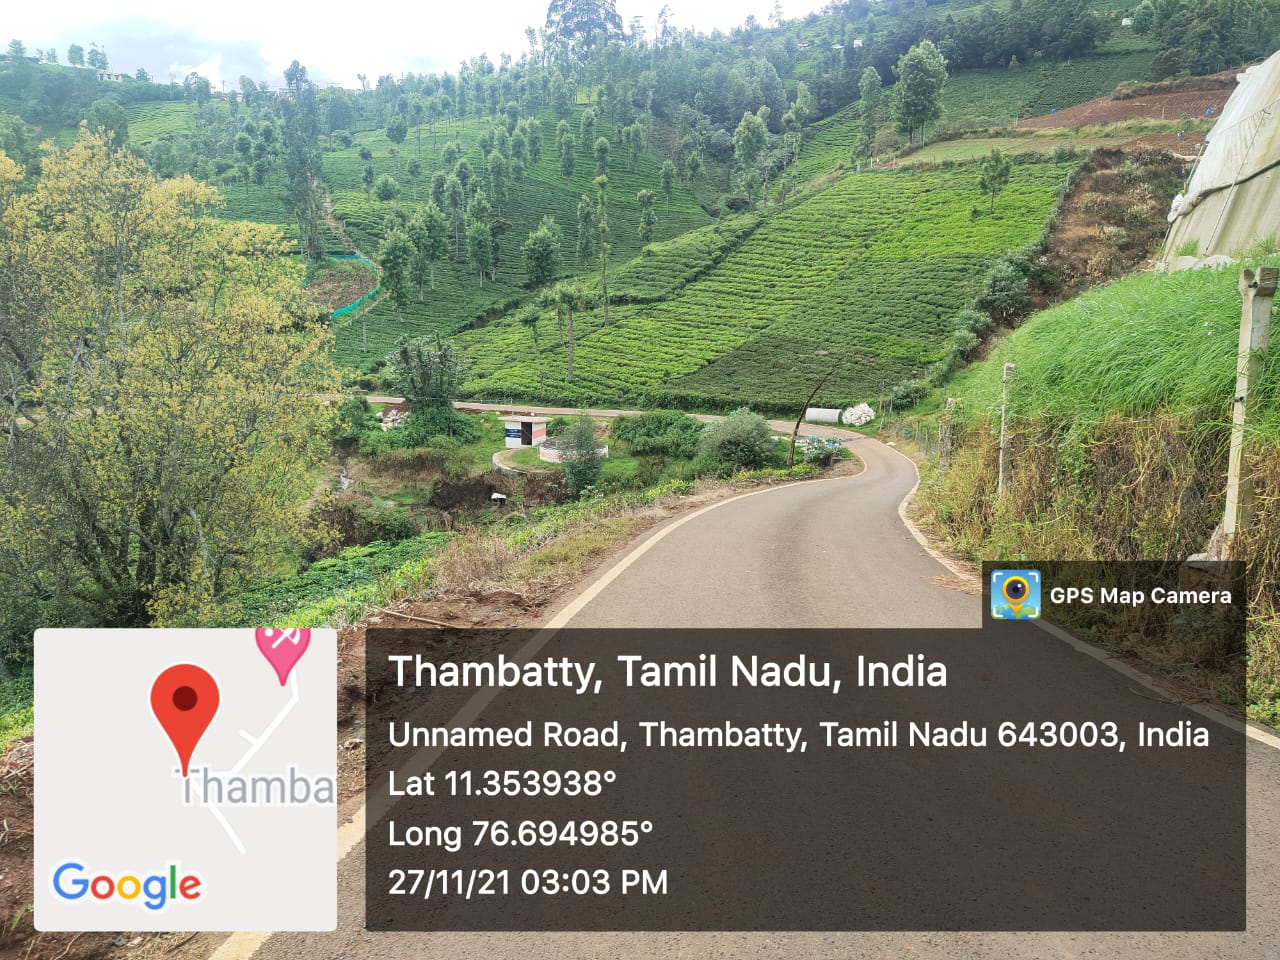 GPS Map Camera
Thambatty, Tamil Nadu, India
Unnamed Road, Thambatty, Tamil Nadu 643003, India
Lat 11.353938°
Long 76.694985°
27/11/21 03:03 PM
Thamba
Google